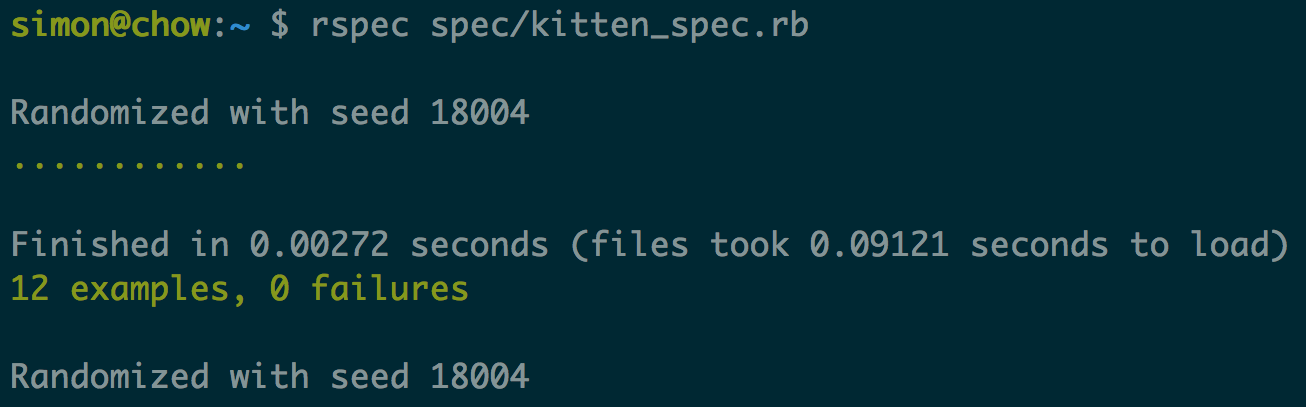 simon@chow:~ $ rspec spec/kitten_spec.rb
Randomized with seed 18004
............
Finished in 0.00272 seconds (files took 0.09121 seconds to load)
12 examples, 0 failures
Randomized with seed 18004